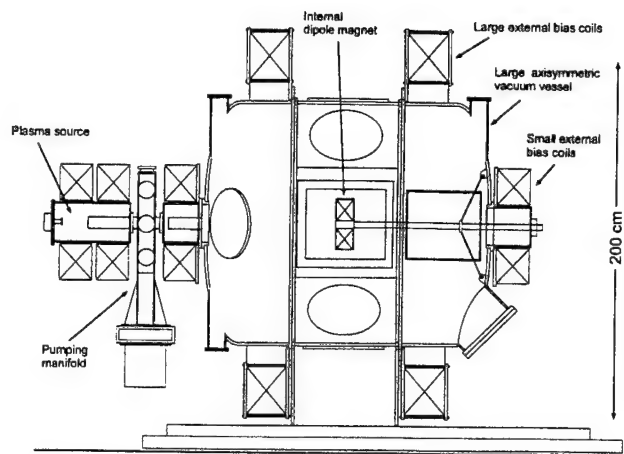 Internal
dipole magnet
Large external bias coils
Large axisymmetric
vacuum vessel
Plasma source
Small external
bias coils
200 cm
Pumping
manifold